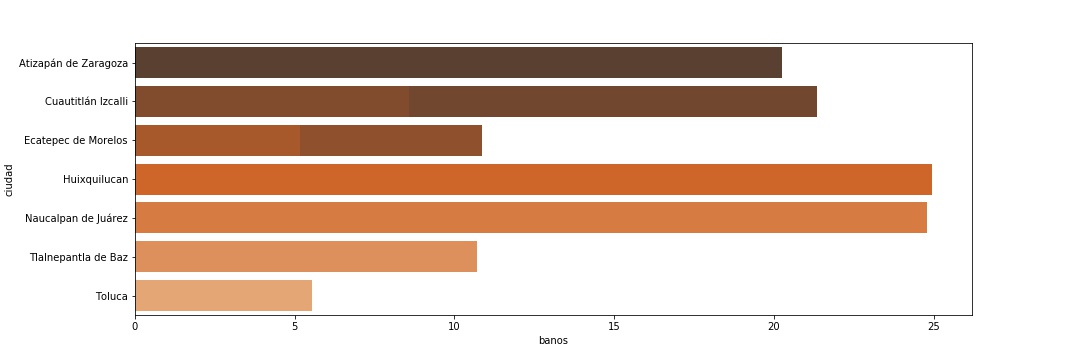 Atizapán de Zaragoza
Cuautitlán Izcalli
Ecatepec de Morelos
Huixquilucan
Naucalpan de Juárez
Tlalnepantla de Baz
Toluca
ciudad
0 5 10 15 20 25
banos